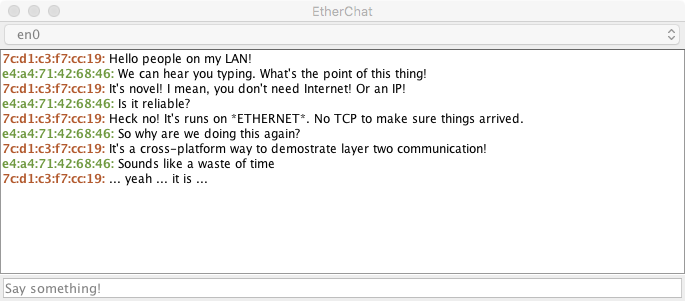 EtherChat
en0
7c:d1:c3:f7:cc:19: Hello people on my LAN!
e4:a4:71:42:68:46: We can hear you typing. What's the point of this thing!
7c:d1:c3:f7:cc:19: It's novel! I mean, you don't need Internet! Or an IP!
e4:a4:71:42:68:46: Is it reliable?
7c:d1:c3:f7:cc:19: Heck no! It's runs on *ETHERNET*. No TCP to make sure things arrived.
e4:a4:71:42:68:46: So why are we doing this again?
7c:d1:c3:f7:cc:19: It's a cross-platform way to demostrate layer two communication!
e4:a4:71:42:68:46: Sounds like a waste of time
7c:d1:c3:f7:cc:19: ... yeah ... it is ...
Say something!